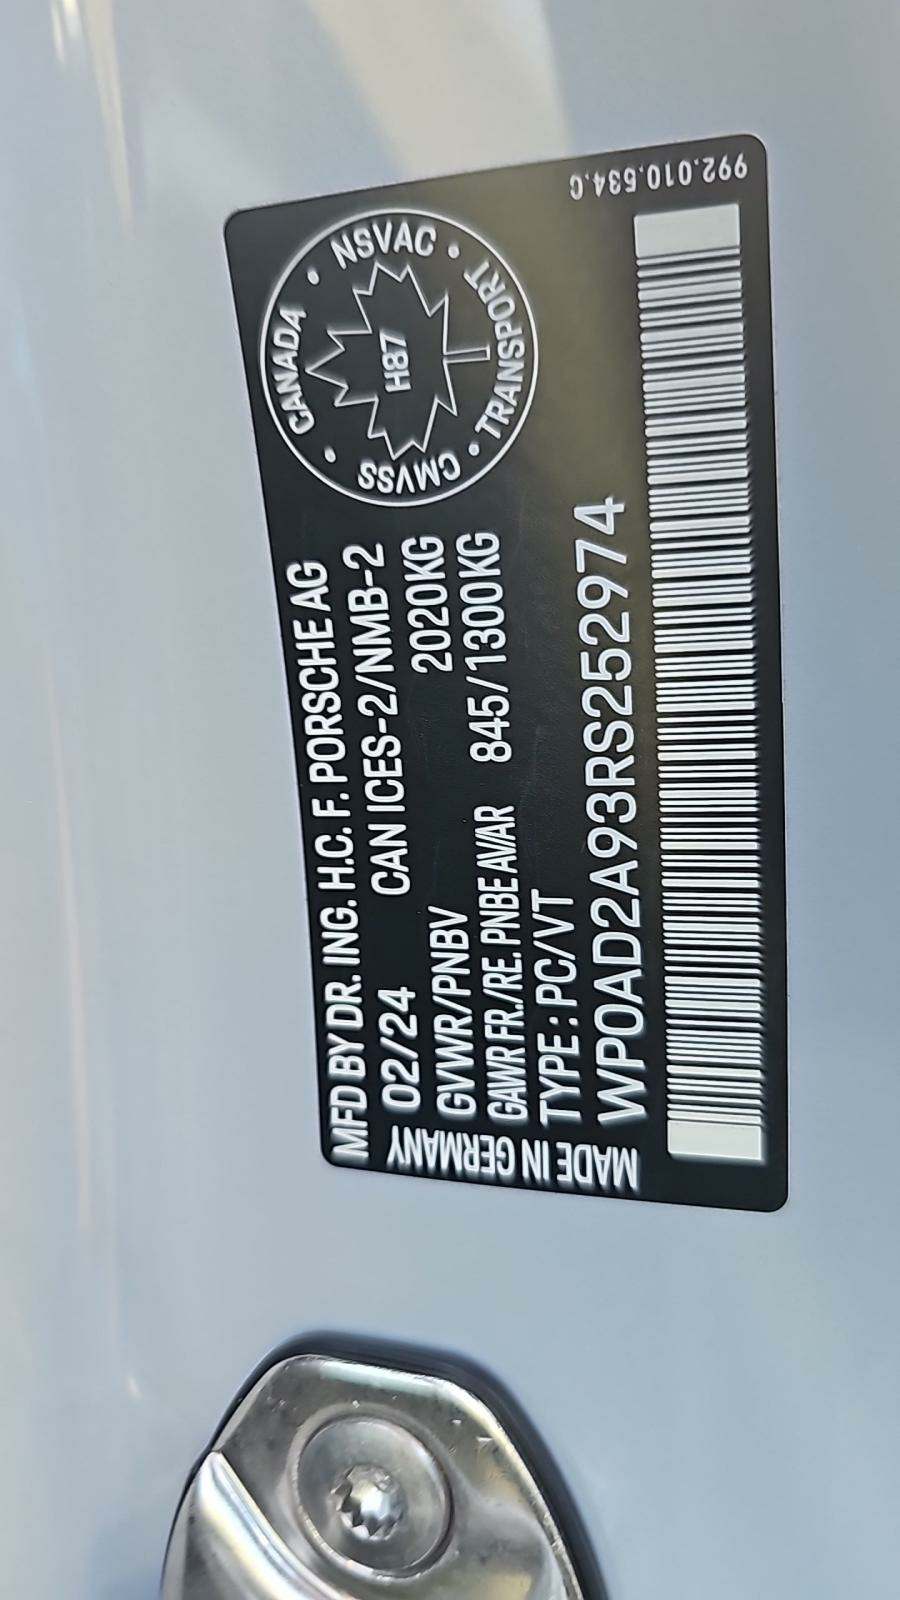 MFD BY DR. ING. H.C. F. PORSCHE AG
02/24 CAN ICES-2/NMB-2
GVWR/PNBV 2020KG
GAWR FR./RE. PNBE AV/AR 845/1300KG
TYPE : PC/VT
WP0AD2A93RS252974
MADE IN GERMANY
CANADA • NSVAC • TRANSPORT • CMVSS •
H87
992.010.534.C